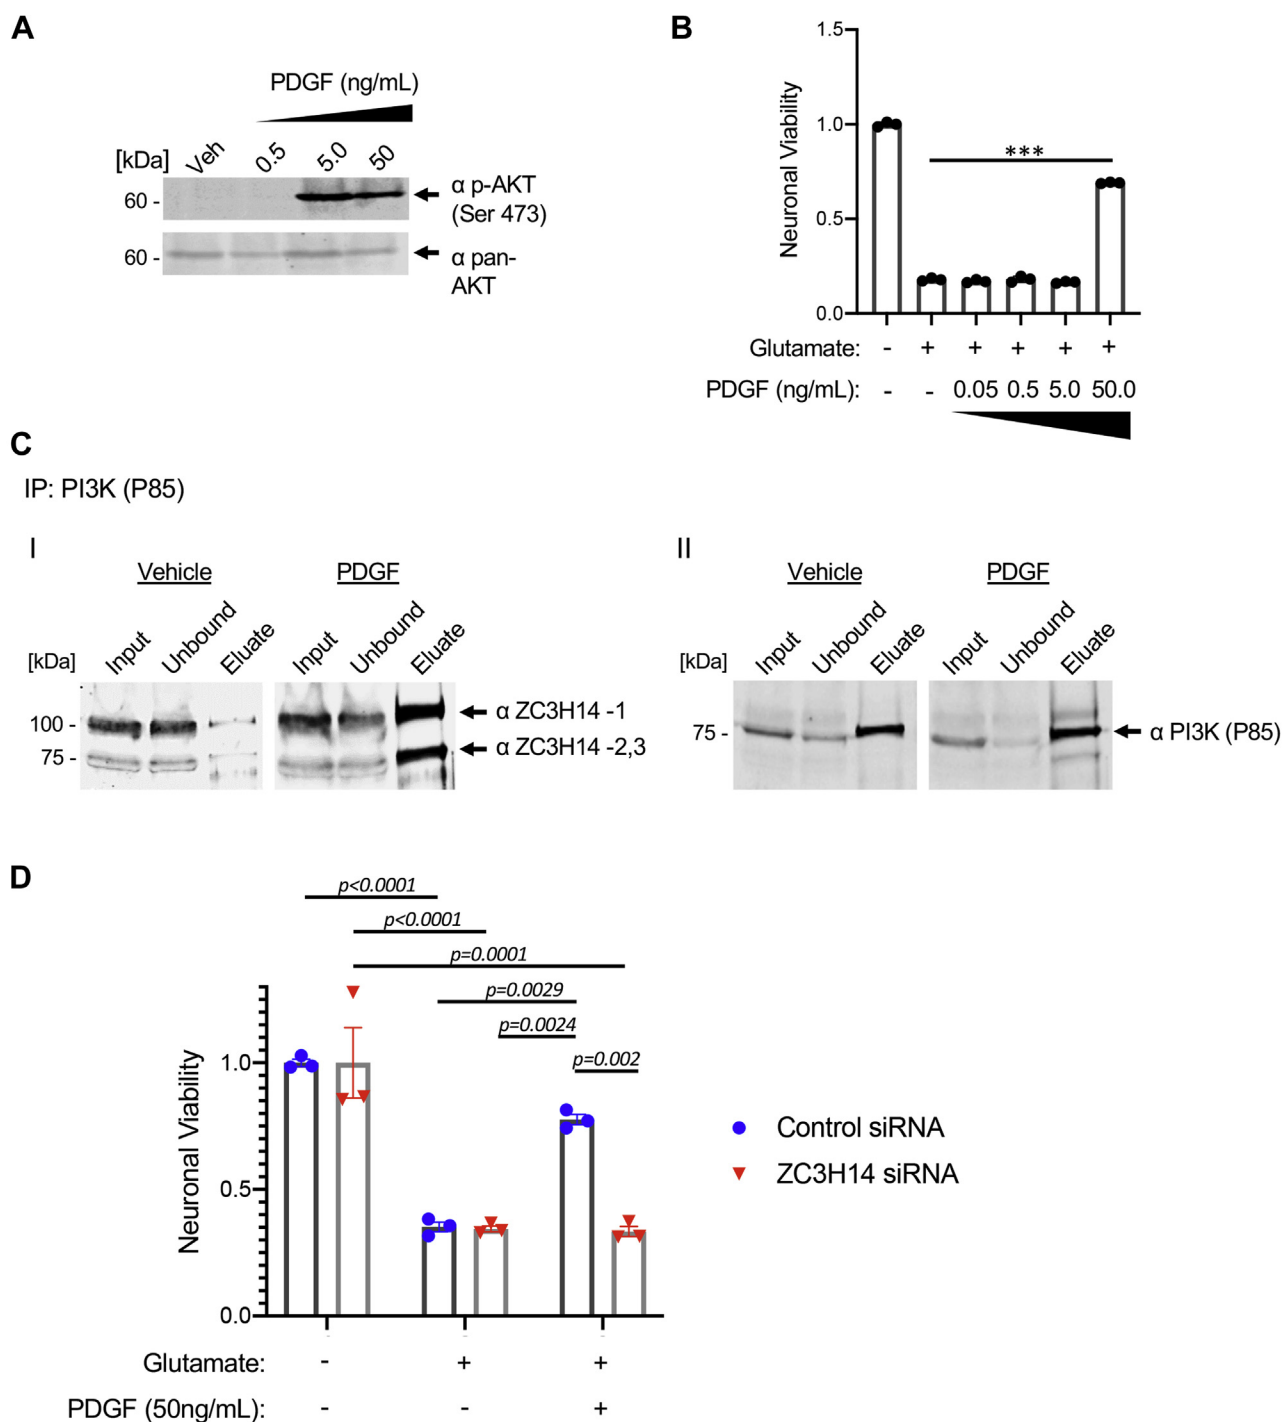 A
PDGF (ng/mL)
[kDa] Veh 0.5 5.0 50
60 -
α p-AKT
(Ser 473)
60 -
α pan-
AKT
B
Neuronal Viability
1.5
1.0
0.5
0.0
***
Glutamate: - + + + + +
PDGF (ng/mL): - - 0.05 0.5 5.0 50.0
C
IP: PI3K (P85)
I
Vehicle PDGF
[kDa] Input Unbound Eluate Input Unbound Eluate
100 -
α ZC3H14 -1
75 -
α ZC3H14 -2,3
II
Vehicle PDGF
[kDa] Input Unbound Eluate Input Unbound Eluate
75 -
α PI3K (P85)
D
p<0.0001
p<0.0001
p=0.0001
p=0.0029
p=0.0024
p=0.002
Neuronal Viability
1.0
0.5
0.0
Control siRNA
ZC3H14 siRNA
Glutamate: - + +
PDGF (50ng/mL): - - +